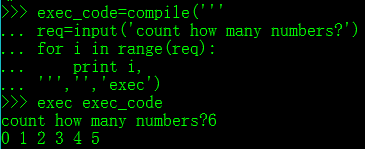 >>> exec_code=compile('''
... req=input('count how many numbers?')
... for i in range(req):
...     print i,
... ''','','exec')
>>> exec exec_code
count how many numbers?6
0 1 2 3 4 5